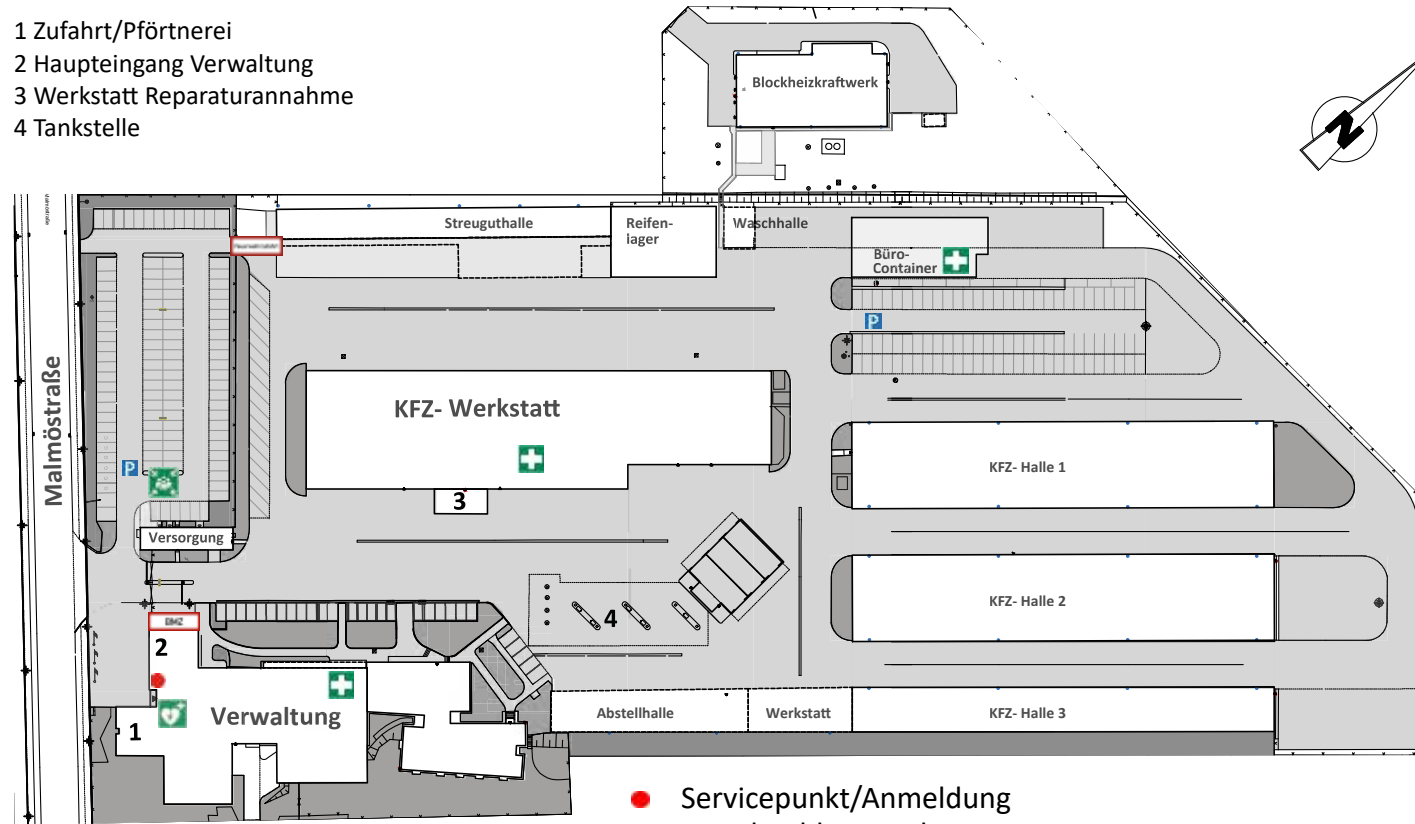 1 Zufahrt/Pförtnerei
2 Haupteingang Verwaltung
3 Werkstatt Reparaturannahme
4 Tankstelle
Blockheizkraftwerk
N
Streuguthalle
Reifen-
lager
Waschhalle
Büro-
Container
P
Malmöstraße
KFZ- Werkstatt
KFZ- Halle 1
P
3
Versorgung
4
KFZ- Halle 2
BMZ
2
Verwaltung
1
Abstellhalle
Werkstatt
KFZ- Halle 3
Servicepunkt/Anmeldung